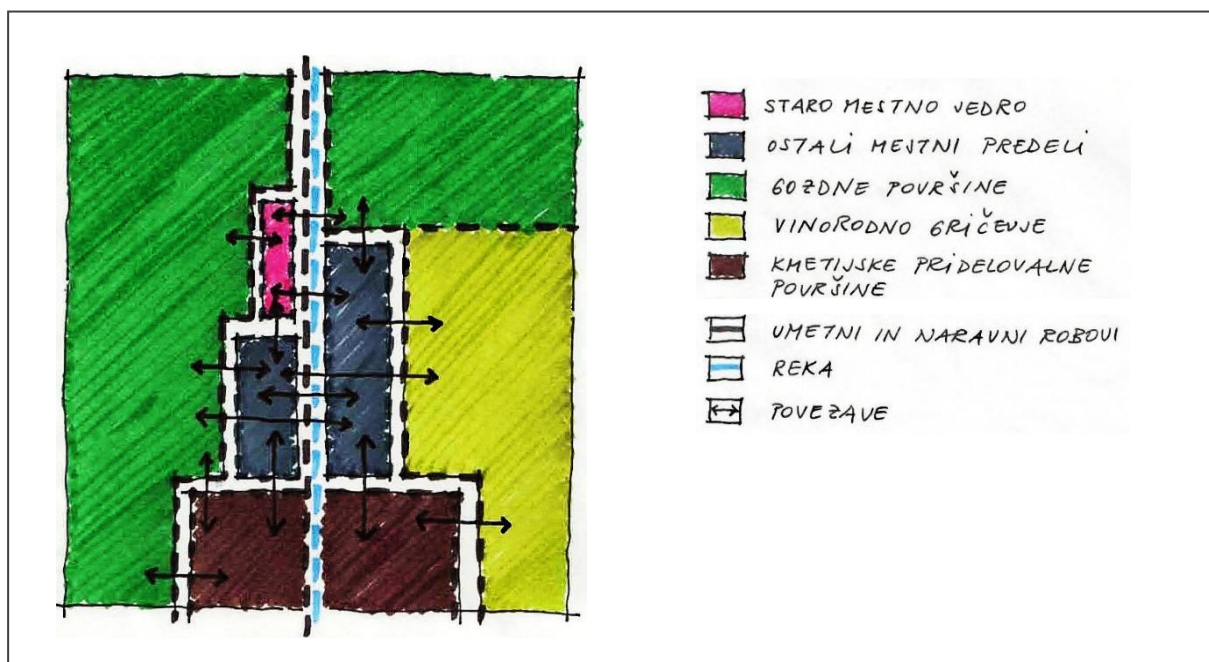 STARO MESTNO JEDRO
OSTALI MESTNI PREDELI
GOZDNE POVRŠINE
VINORODNO GRIČEVJE
KMETIJSKE PRIDELOVALNE
POVRŠINE
UMETNI IN NARAVNI ROBOVI
REKA
POVEZAVE